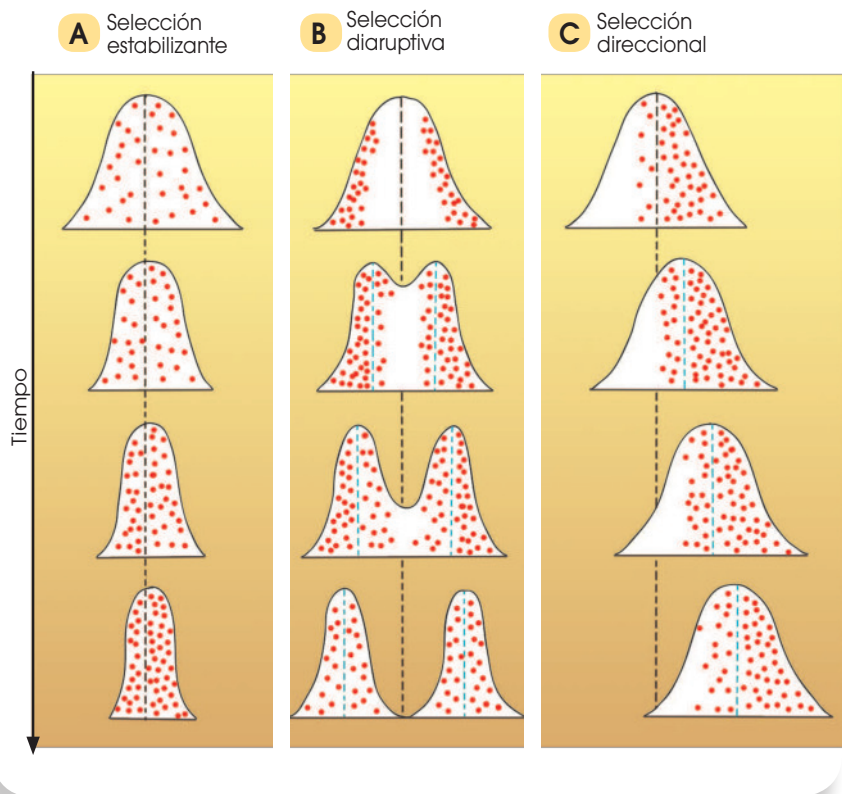 A
Selección
estabilizante
B
Selección
diaruptiva
C
Selección
direccional
Tiempo